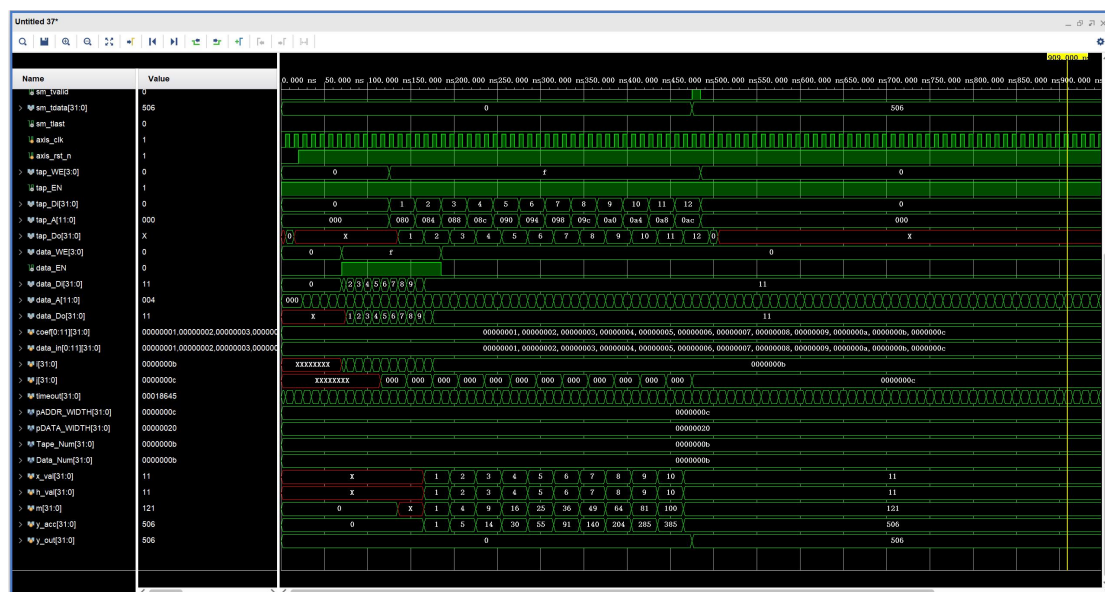 Untitled 37*
909.000 ns
Name Value
0.000 ns 50.000 ns 100.000 ns 150.000 ns 200.000 ns 250.000 ns 300.000 ns 350.000 ns 400.000 ns 450.000 ns 500.000 ns 550.000 ns 600.000 ns 650.000 ns 700.000 ns 750.000 ns 800.000 ns 850.000 ns 900.000 ns
sm_tvalid 0
sm_tdata[31:0] 506 0 506
sm_tlast 0
axis_clk 1
axis_rst_n 1
tap_WE[3:0] 0 0 f 0
tap_EN 1
tap_DI[31:0] 0 0 1 2 3 4 5 6 7 8 9 10 11 12 0
tap_A[11:0] 000 000 080 084 088 08c 090 094 098 09c 0a0 0a4 0a8 0ac 000
tap_Do[31:0] X 0 X 1 2 3 4 5 6 7 8 9 10 11 12 0 X
data_WE[3:0] 0 0 f 0
data_EN 0
data_DI[31:0] 11 0 2 3 4 5 6 7 8 9 11
data_A[11:0] 004 000
data_Do[31:0] 11 X 1 2 3 4 5 6 7 8 9 11
coef[0:11][31:0] 00000001,00000002,00000003,000000 00000001,00000002,00000003,00000004,00000005,00000006,00000007,00000008,00000009,0000000a,0000000b,0000000c
data_in[0:11][31:0] 00000001,00000002,00000003,000000 00000001,00000002,00000003,00000004,00000005,00000006,00000007,00000008,00000009,0000000a,0000000b,0000000c
i[31:0] 0000000b XXXXXXXX 0000000b
j[31:0] 0000000c XXXXXXXX 000 000 000 000 000 000 000 000 000 000 000 000 0000000c
timeout[31:0] 00018645
pADDR_WIDTH[31:0] 0000000c 0000000c
pDATA_WIDTH[31:0] 00000020 00000020
Tape_Num[31:0] 0000000b 0000000b
Data_Num[31:0] 0000000b 0000000b
x_val[31:0] 11 X 1 2 3 4 5 6 7 8 9 10 11
h_val[31:0] 11 X 1 2 3 4 5 6 7 8 9 10 11
m[31:0] 121 0 X 1 4 9 16 25 36 49 64 81 100 121
y_acc[31:0] 506 0 1 5 14 30 55 91 140 204 285 385 506
y_out[31:0] 506 0 506